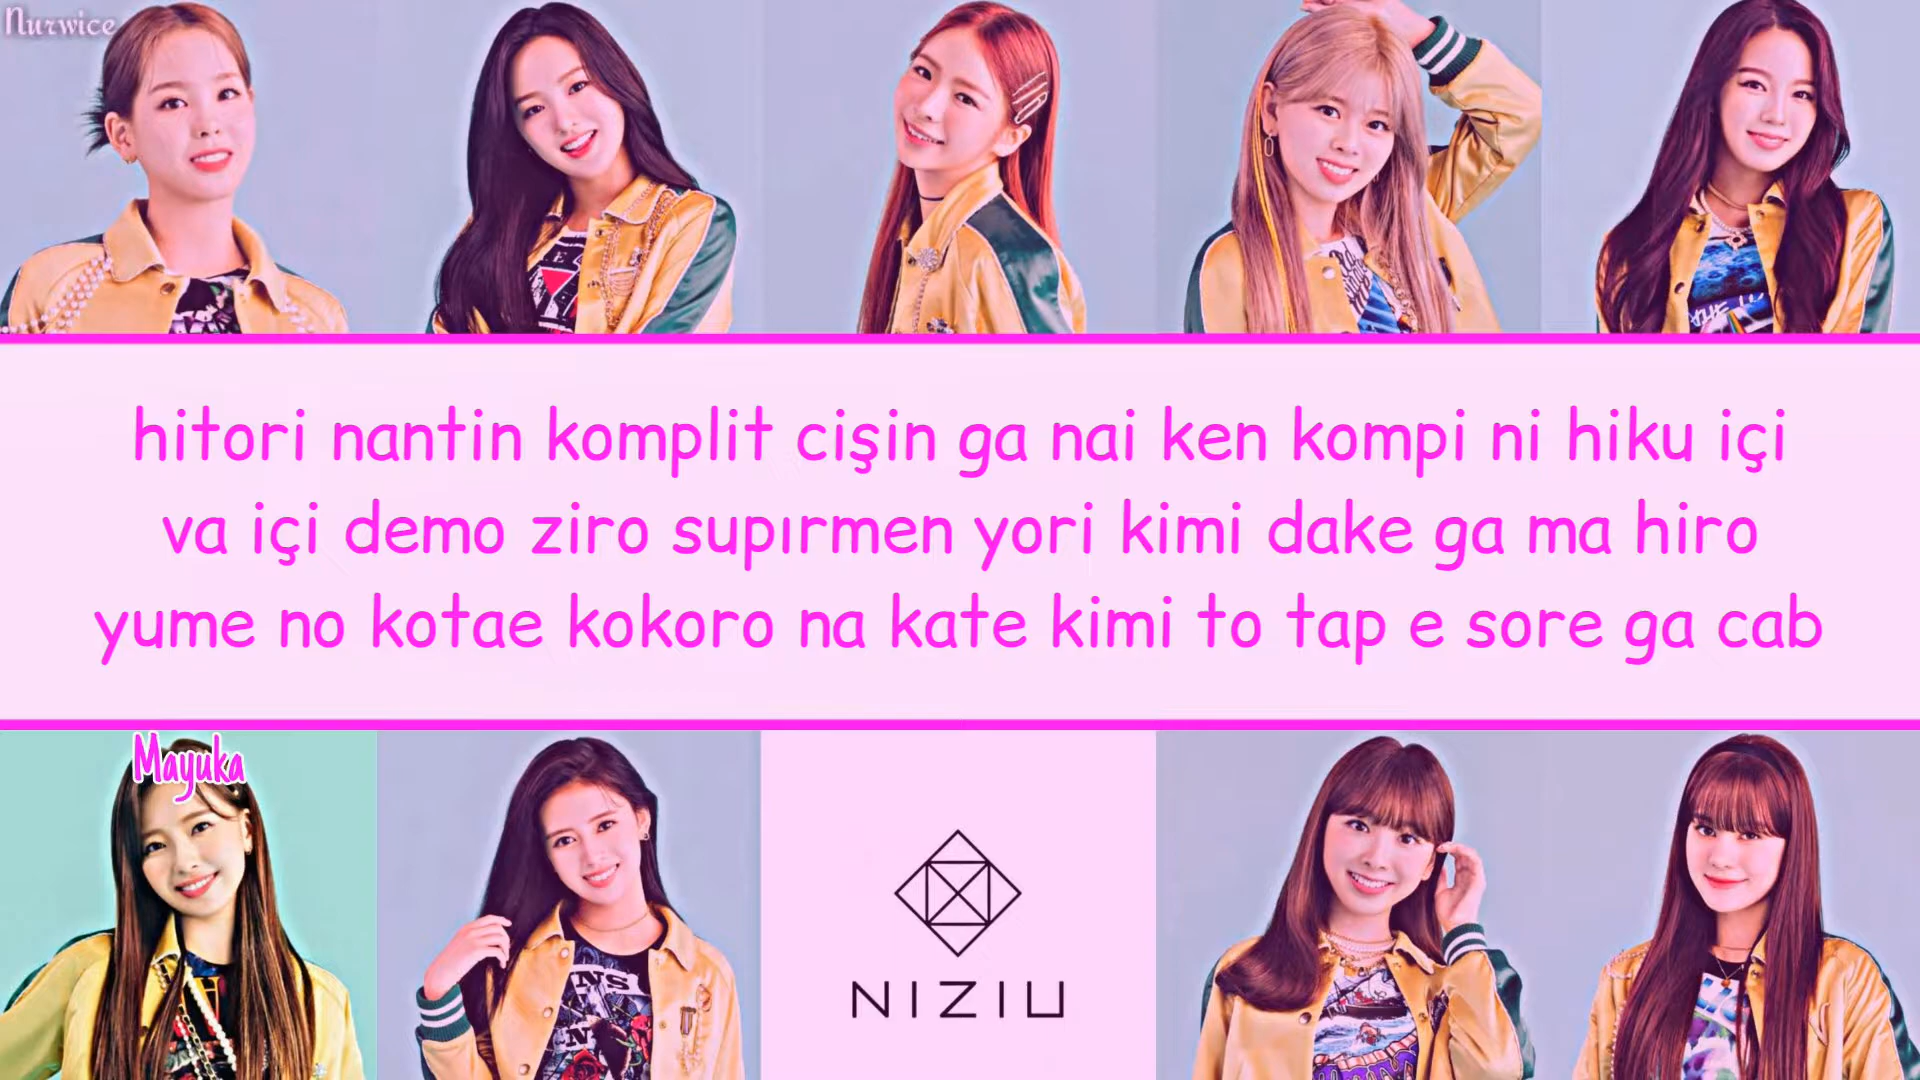 Nurwice
hitori nantin komplit cişin ga nai ken kompi ni hiku içi
va içi demo ziro supırmen yori kimi dake ga ma hiro
yume no kotae kokoro na kate kimi to tap e sore ga cab
Mayuka
NIZIU